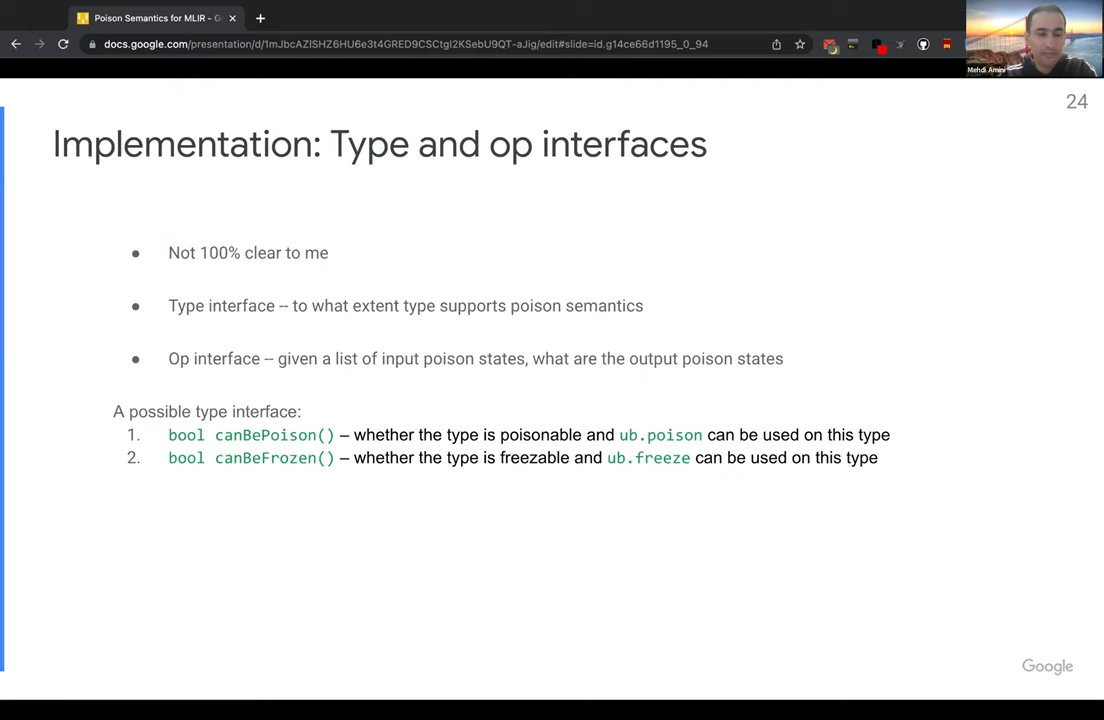 Poison Semantics for MLIR - G
docs.google.com/presentation/d/1mJbcAZlSHZ6HU6e3t4GRED9CSCtgI2KSebU9QT-aJig/edit#slide=id.g14ce66d1195_0_94
Mehdi Amini
24
Implementation: Type and op interfaces
● Not 100% clear to me
● Type interface -- to what extent type supports poison semantics
● Op interface -- given a list of input poison states, what are the output poison states
A possible type interface:
1. bool canBePoison() – whether the type is poisonable and ub.poison can be used on this type
2. bool canBeFrozen() – whether the type is freezable and ub.freeze can be used on this type
Google